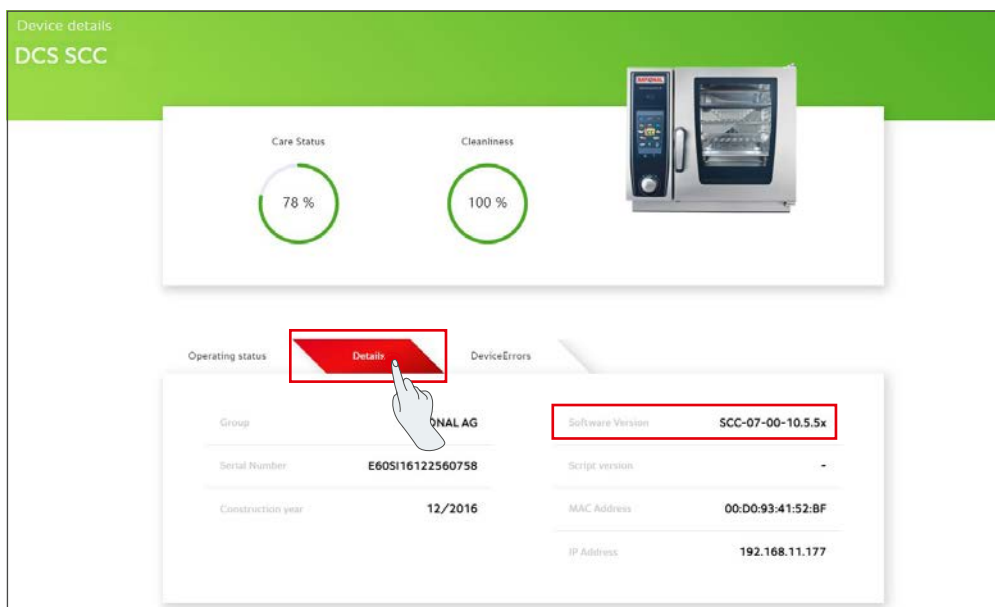 Device details
DCS SCC
RATIONAL
Care Status
Cleanliness
78 %
100 %
Operating status
Details
DeviceErrors
Group
ONAL AG
Serial Number
E60SI16122560758
Construction year
12/2016
Software Version
SCC-07-00-10.5.5x
Script version
-
MAC Address
00:D0:93:41:52:BF
IP Address
192.168.11.177